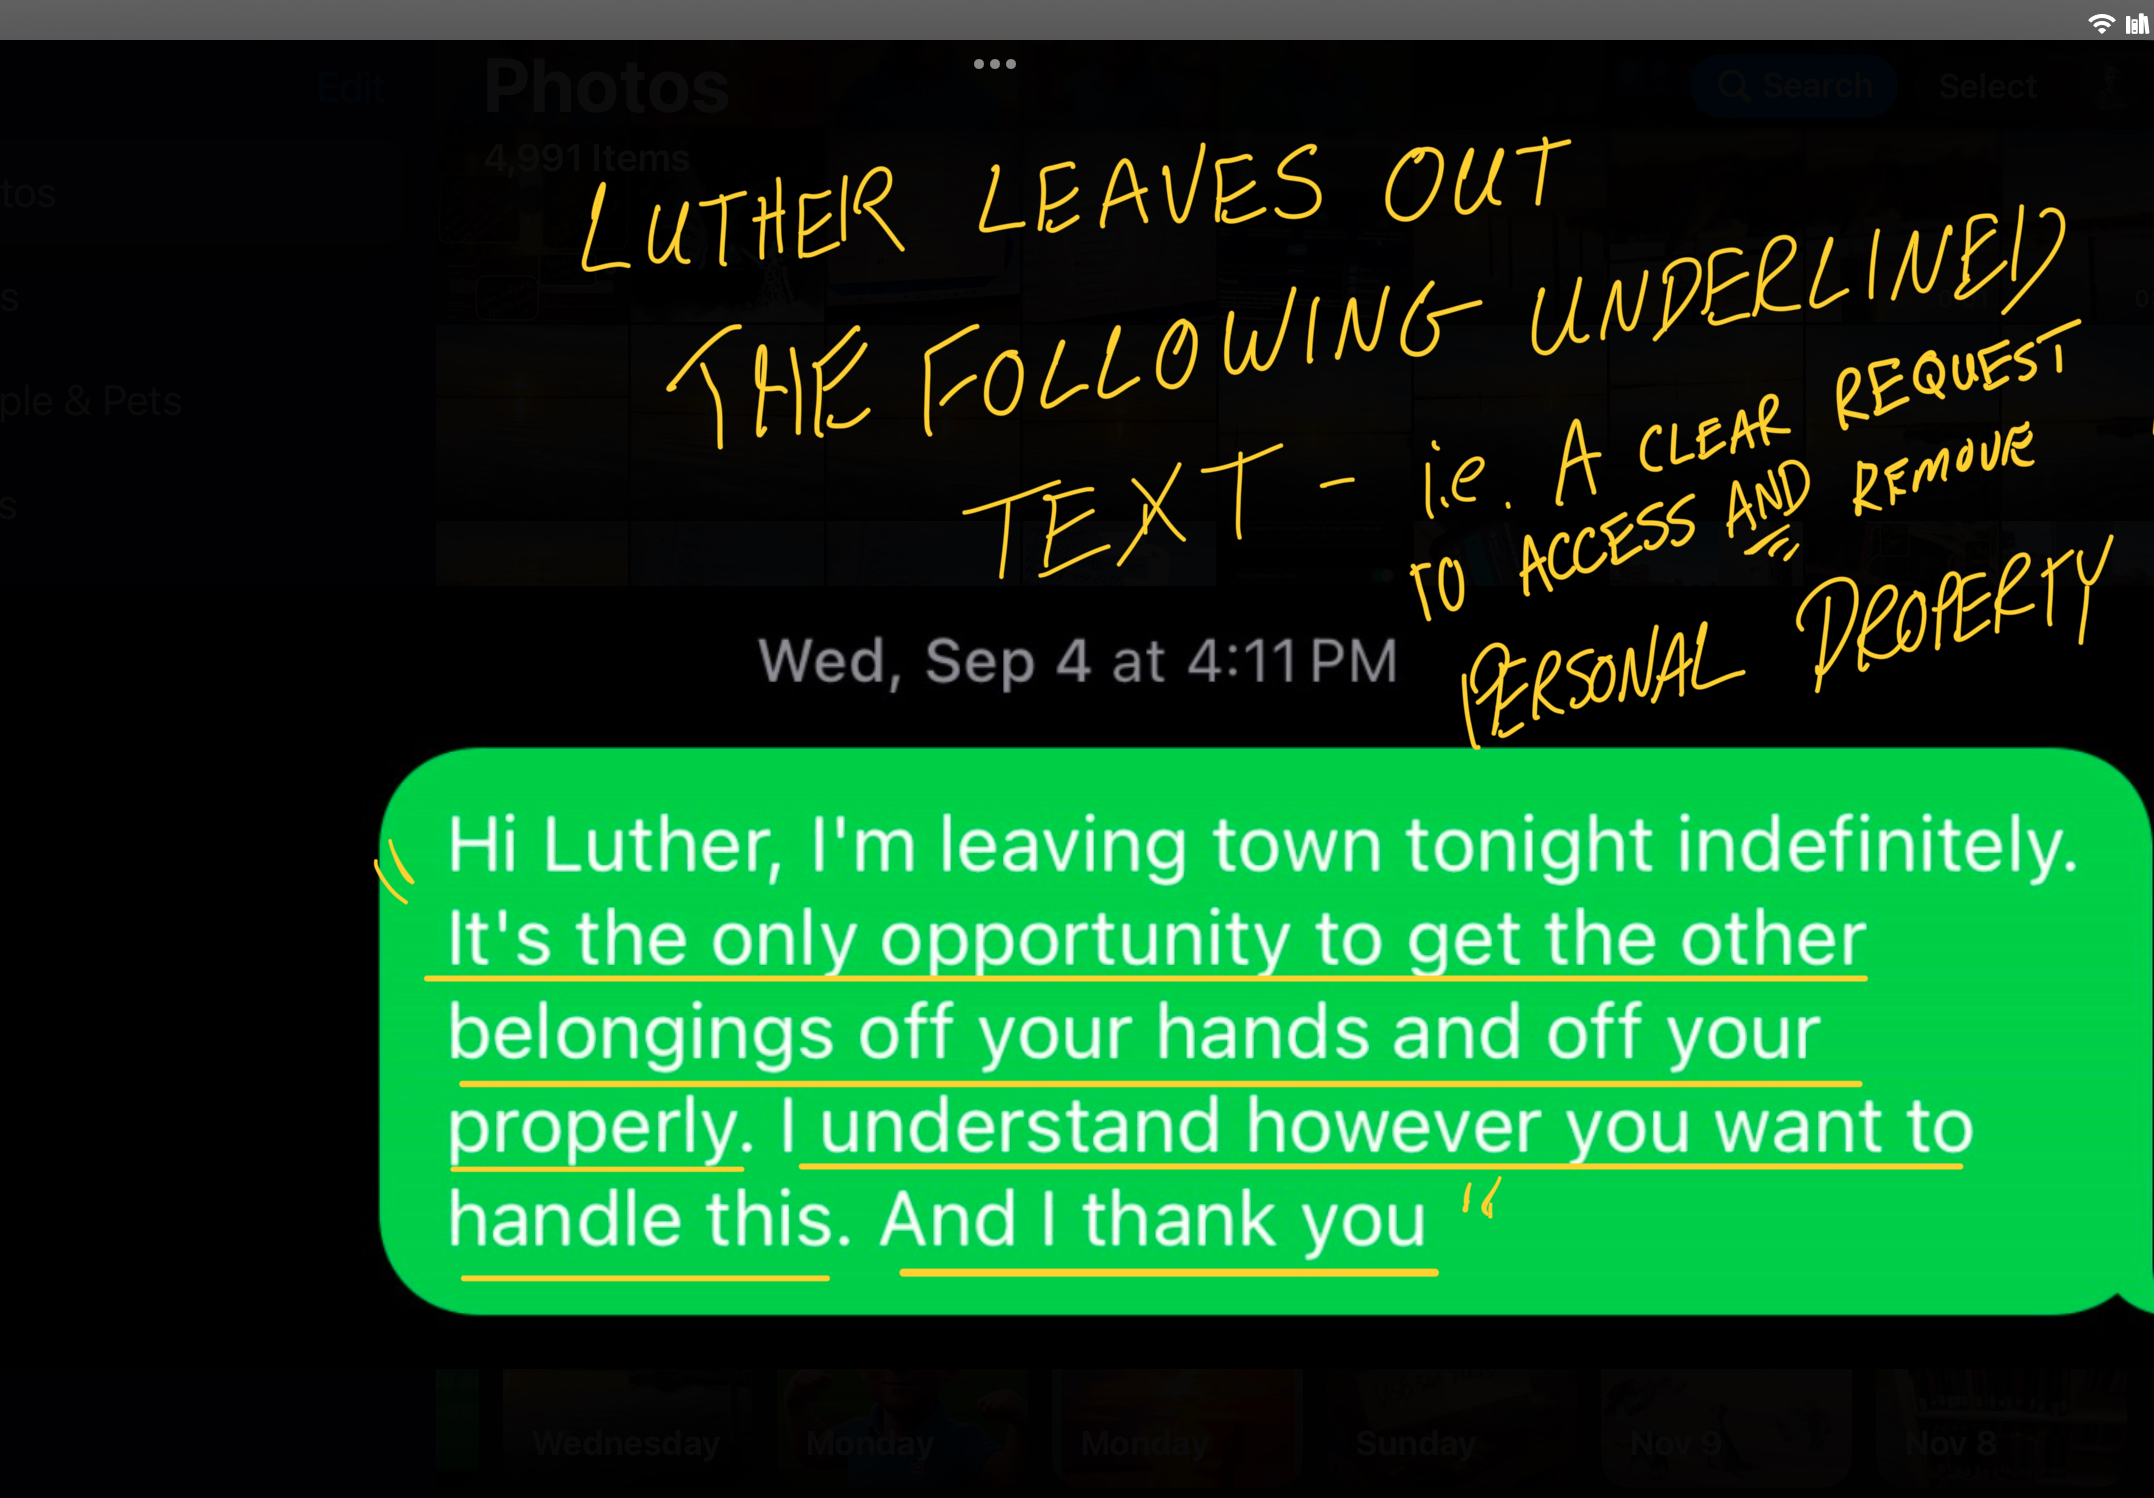 Edit
Photos
Search
Select
4,991 Items
tos
s
ple & Pets
s
LUTHER LEAVES OUT
THE FOLLOWING UNDERLINED
TEXT - i.e. A CLEAR REQUEST
TO ACCESS AND REMOVE
PERSONAL PROPERTY
Wed, Sep 4 at 4:11 PM
"Hi Luther, I'm leaving town tonight indefinitely.
It's the only opportunity to get the other
belongings off your hands and off your
properly. I understand however you want to
handle this. And I thank you"
Wednesday
Monday
Monday
Sunday
Nov 9
Nov 8